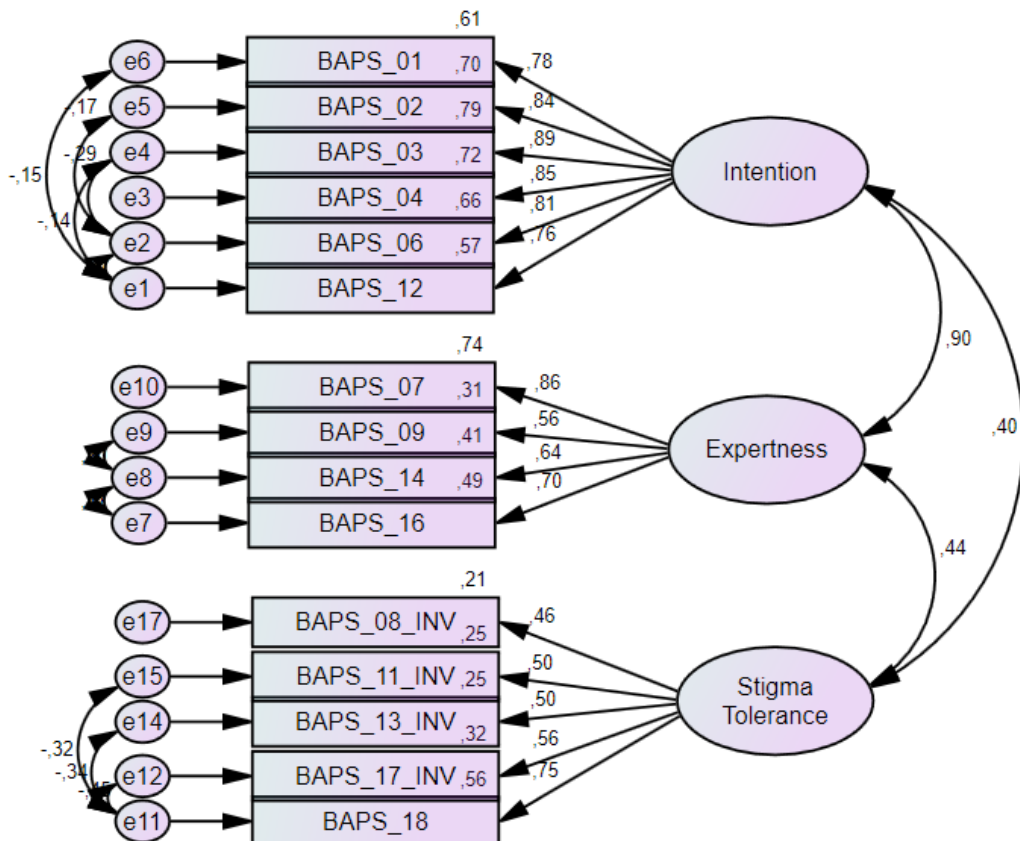 ,61
e6 BAPS_01 ,70 ,78
-,17 e5 BAPS_02 ,79 ,84
-,29 e4 BAPS_03 ,72 ,89 Intention
-,15 e3 BAPS_04 ,66 ,85
-,14 e2 BAPS_06 ,57 ,81
e1 BAPS_12 ,76
,90
,74
e10 BAPS_07 ,31 ,86
e9 BAPS_09 ,41 ,56 ,40
e8 BAPS_14 ,49 ,64 Expertness
e7 BAPS_16 ,70
,44
,21
e17 BAPS_08_INV ,25 ,46
e15 BAPS_11_INV ,25 ,50
e14 BAPS_13_INV ,32 ,50 Stigma
Tolerance
-,32 e12 BAPS_17_INV ,56 ,56
-,34 e11 BAPS_18 ,75